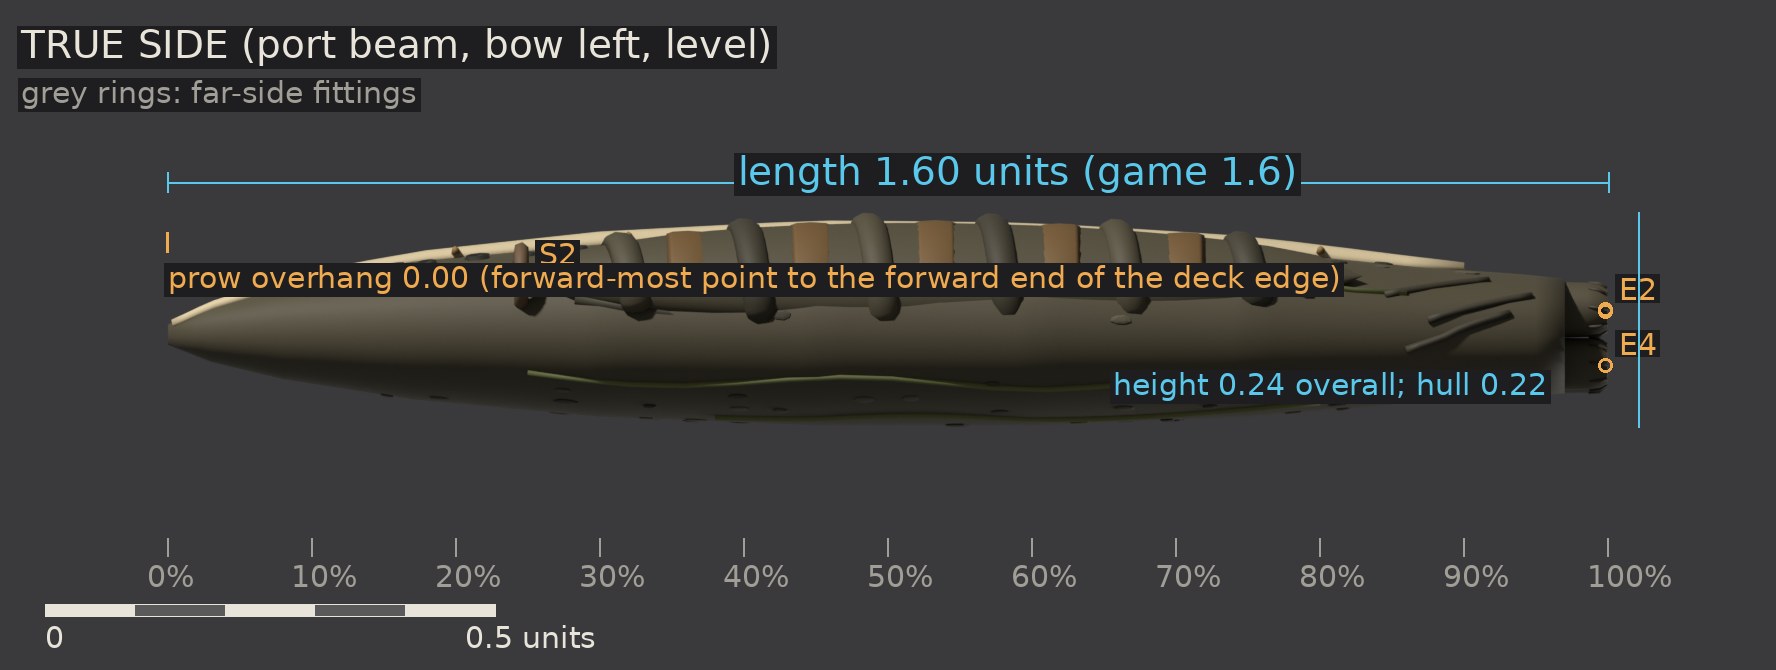 TRUE SIDE (port beam, bow left, level)
grey rings: far-side fittings
length 1.60 units (game 1.6)
S2
prow overhang 0.00 (forward-most point to the forward end of the deck edge)
E2
E4
height 0.24 overall; hull 0.22
0% 10% 20% 30% 40% 50% 60% 70% 80% 90% 100%
0 0.5 units